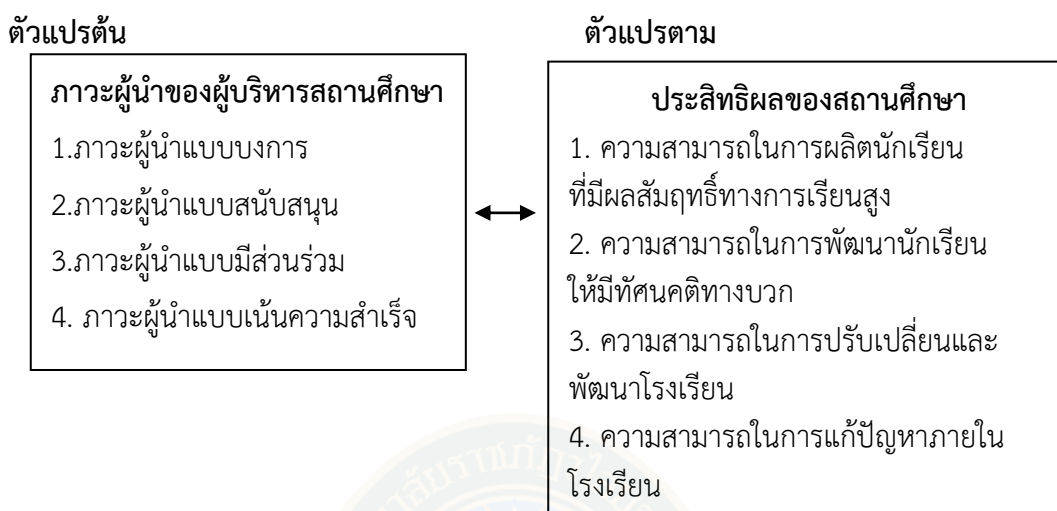 ตัวแปรต้น
ภาวะผู้นำของผู้บริหารสถานศึกษา
1.ภาวะผู้นำแบบบงการ
2.ภาวะผู้นำแบบสนับสนุน
3.ภาวะผู้นำแบบมีส่วนร่วม
4. ภาวะผู้นำแบบเน้นความสำเร็จ
ตัวแปรตาม
ประสิทธิผลของสถานศึกษา
1. ความสามารถในการผลิตนักเรียน
ที่มีผลสัมฤทธิ์ทางการเรียนสูง
2. ความสามารถในการพัฒนานักเรียน
ให้มีทัศนคติทางบวก
3. ความสามารถในการปรับเปลี่ยนและ
พัฒนาโรงเรียน
4. ความสามารถในการแก้ปัญหาภายใน
โรงเรียน